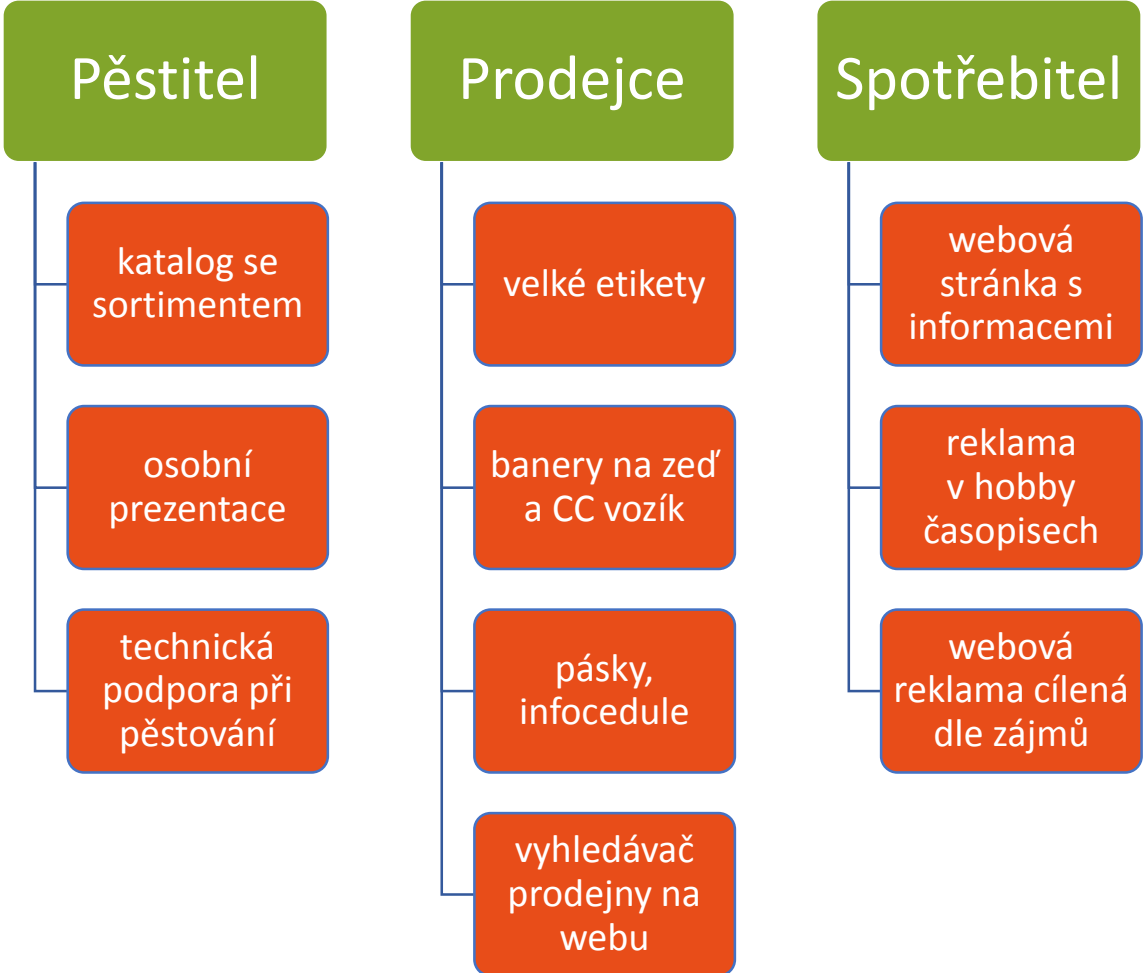 Pěstitel
katalog se
sortimentem
osobní
prezentace
technická
podpora při
pěstování
Prodejce
velké etikety
banery na zeď
a CC vozík
pásky,
infocedule
vyhledávač
prodejny na
webu
Spotřebitel
webová
stránka s
informacemi
reklama
v hobby
časopisech
webová
reklama cílená
dle zájmů